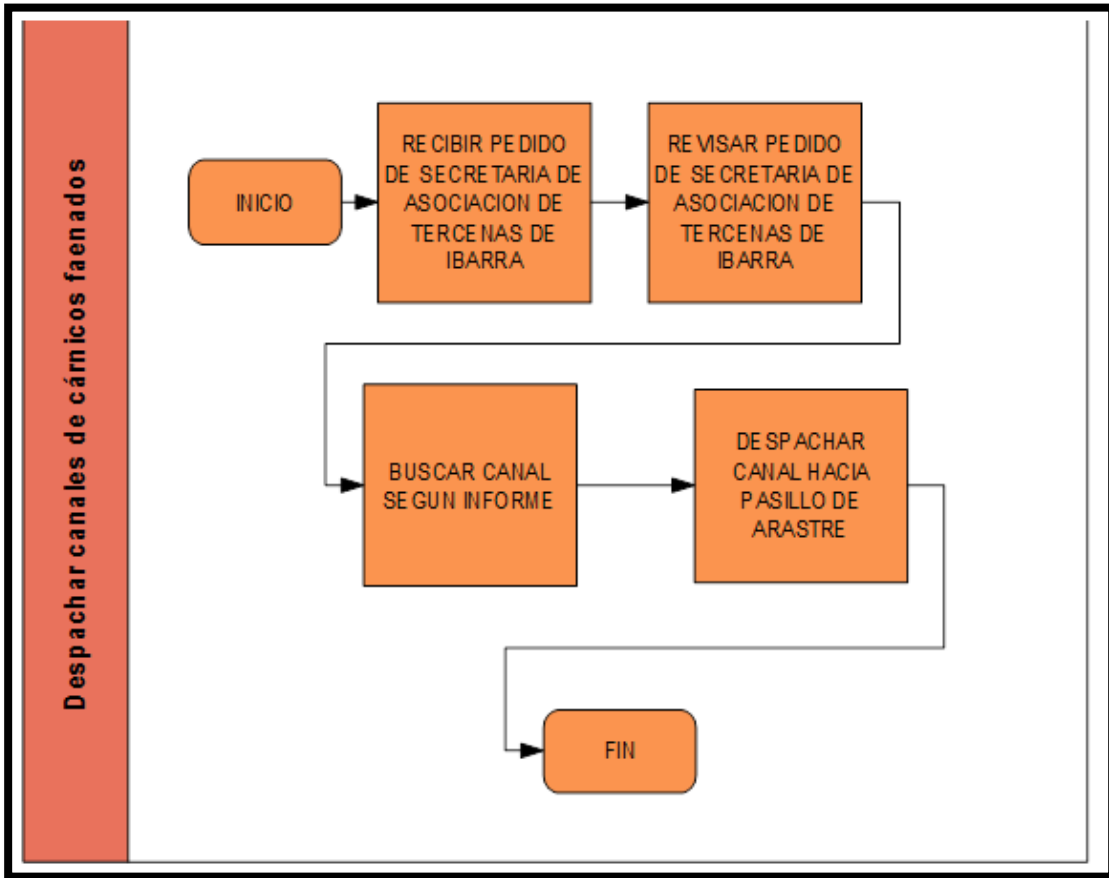 Despachar canales de cárnicos faenados
INICIO
RECIBIR PEDIDO
DE SECRETARIA DE
ASOCIACION DE
TERCENAS DE
IBARRA
REVISAR PEDIDO
DE SECRETARIA DE
ASOCIACION DE
TERCENAS DE
IBARRA
BUSCAR CANAL
SEGUN INFORME
DESPACHAR
CANAL HACIA
PASILLO DE
ARASTRE
FIN